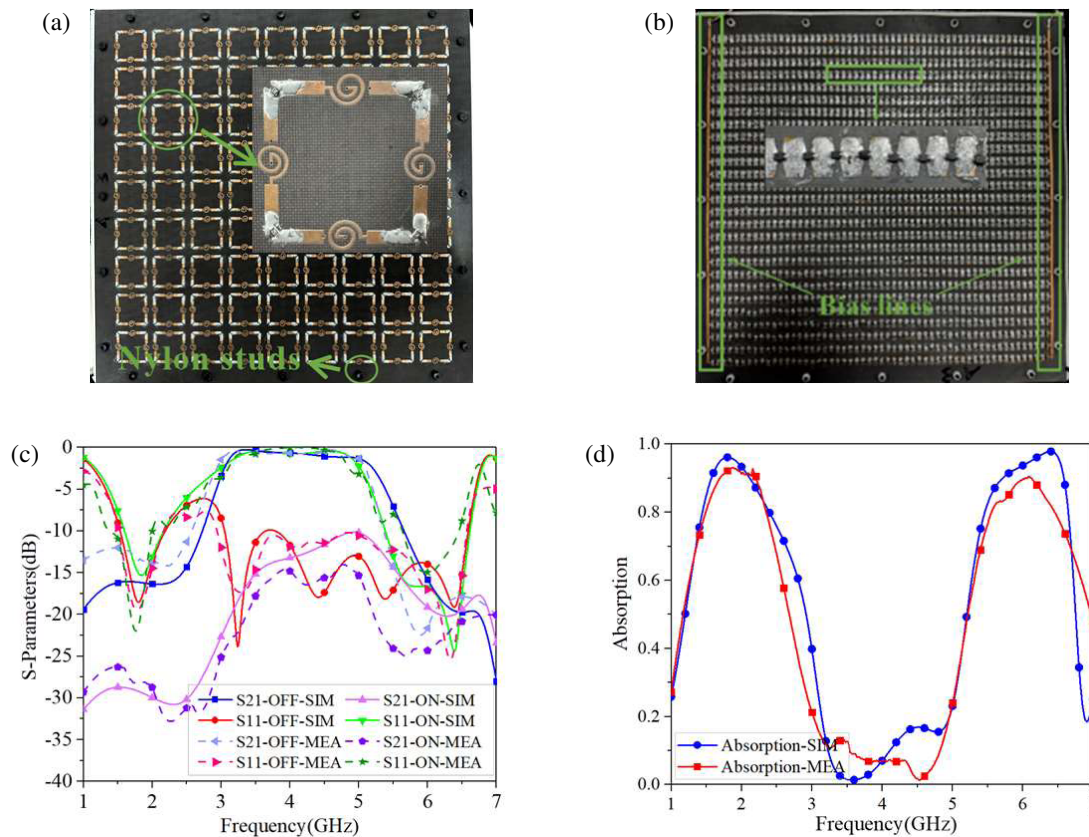 (a)
Nylon studs
(b)
Bias lines
(c)
0
-5
-10
-15
-20
-25
-30
-35
-40
S-Parameters(dB)
S21-OFF-SIM
S11-OFF-SIM
S21-OFF-MEA
S11-OFF-MEA
S21-ON-SIM
S11-ON-SIM
S21-ON-MEA
S11-ON-MEA
1 2 3 4 5 6 7
Frequency(GHz)
(d)
1.0
0.8
0.6
0.4
0.2
0.0
Absorption
Absorption-SIM
Absorption-MEA
1 2 3 4 5 6
Frequency(GHz)